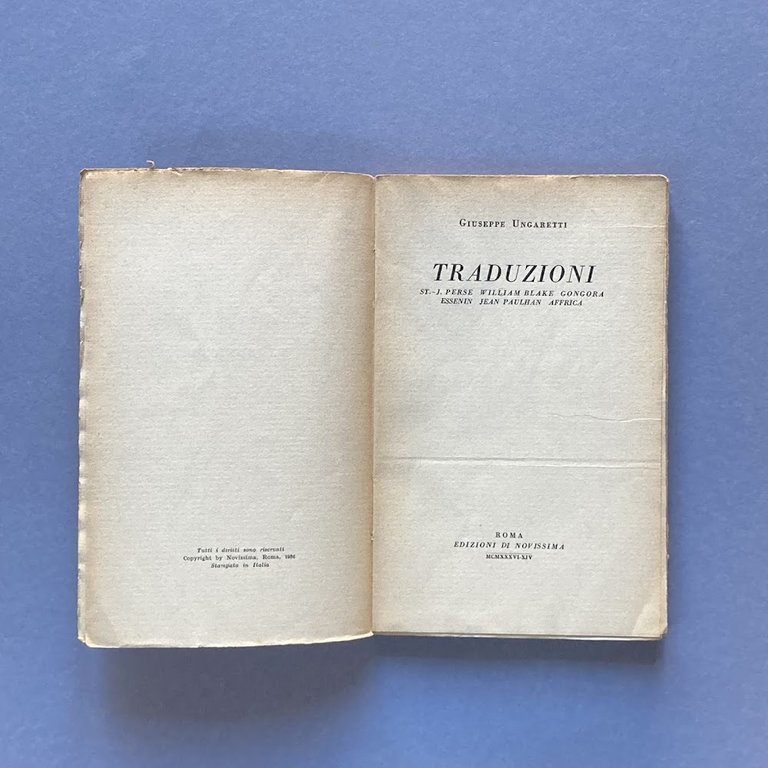 Tutti i diritti sono riservati
Copyright by Novissima, Roma, 1936
Stampato in Italia
GIUSEPPE UNGARETTI
TRADUZIONI
ST.-J. PERSE WILLIAM BLAKE GONGORA
ESSENIN JEAN PAULHAN AFFRICA
ROMA
EDIZIONI DI NOVISSIMA
MCMXXXVI-XIV